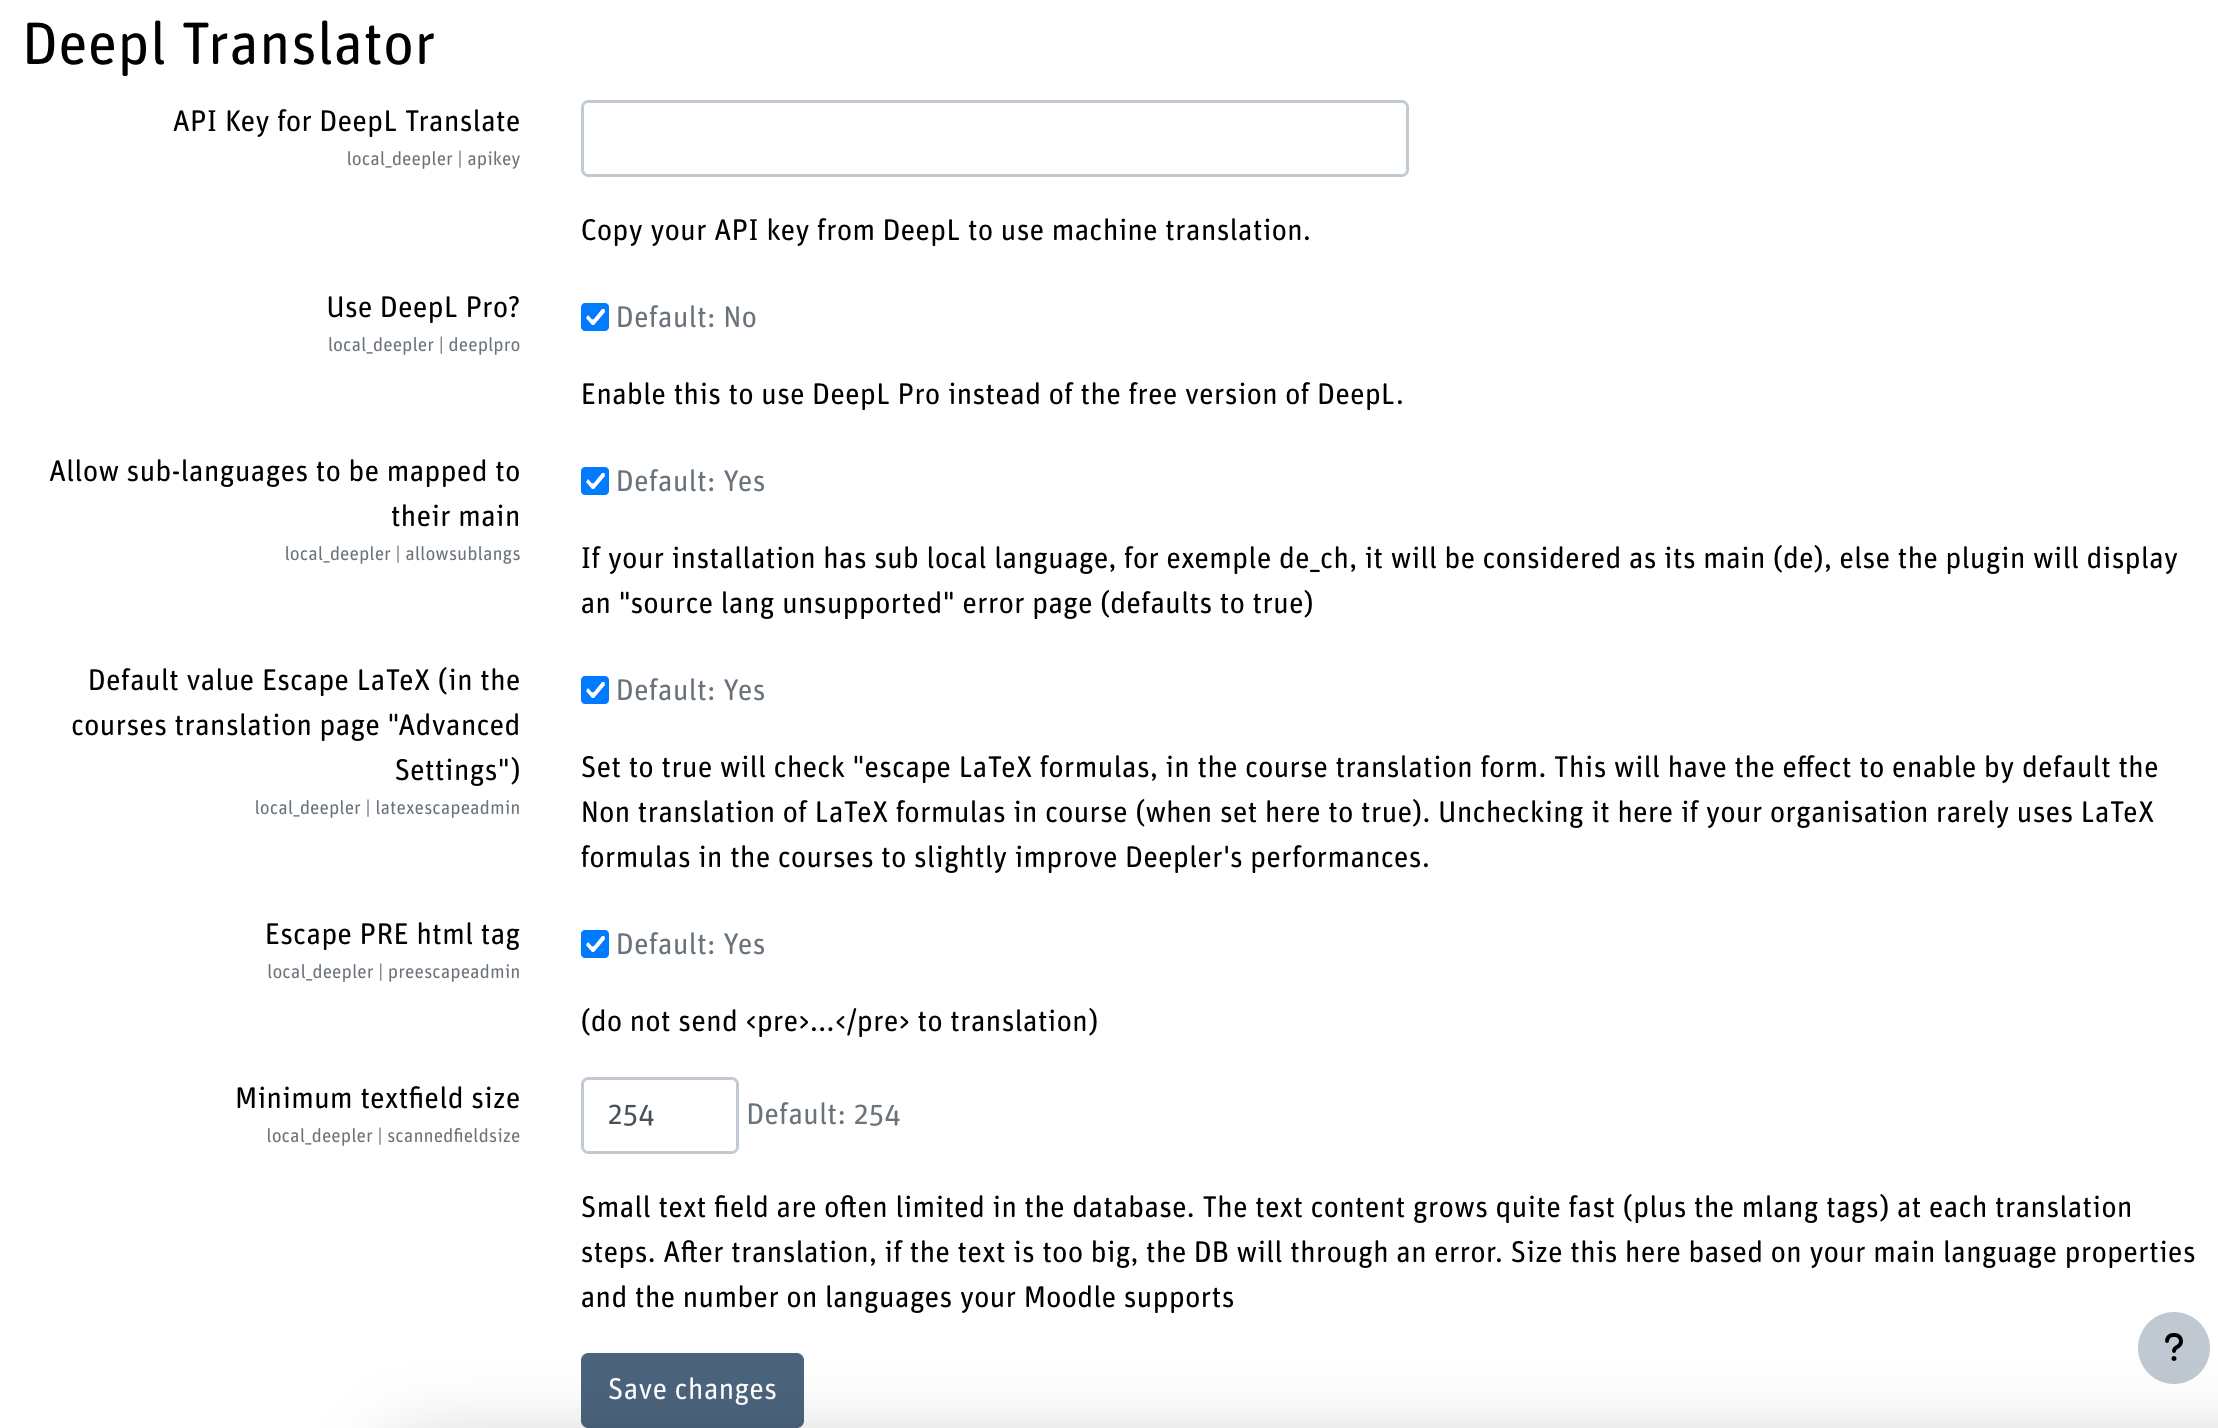 Deepl Translator
API Key for DeepL Translate
local_deepler | apikey
Copy your API key from DeepL to use machine translation.
Use DeepL Pro?
local_deepler | deeplpro
Default: No
Enable this to use DeepL Pro instead of the free version of DeepL.
Allow sub-languages to be mapped to
their main
local_deepler | allowsublangs
Default: Yes
If your installation has sub local language, for exemple de_ch, it will be considered as its main (de), else the plugin will display
an "source lang unsupported" error page (defaults to true)
Default value Escape LaTeX (in the
courses translation page "Advanced
Settings")
local_deepler | latexescapeadmin
Default: Yes
Set to true will check "escape LaTeX formulas, in the course translation form. This will have the effect to enable by default the
Non translation of LaTeX formulas in course (when set here to true). Unchecking it here if your organisation rarely uses LaTeX
formulas in the courses to slightly improve Deepler's performances.
Escape PRE html tag
local_deepler | preescapeadmin
Default: Yes
(do not send <pre>...</pre> to translation)
Minimum textfield size
local_deepler | scannedfieldsize
254 Default: 254
Small text field are often limited in the database. The text content grows quite fast (plus the mlang tags) at each translation
steps. After translation, if the text is too big, the DB will through an error. Size this here based on your main language properties
and the number on languages your Moodle supports
?
Save changes